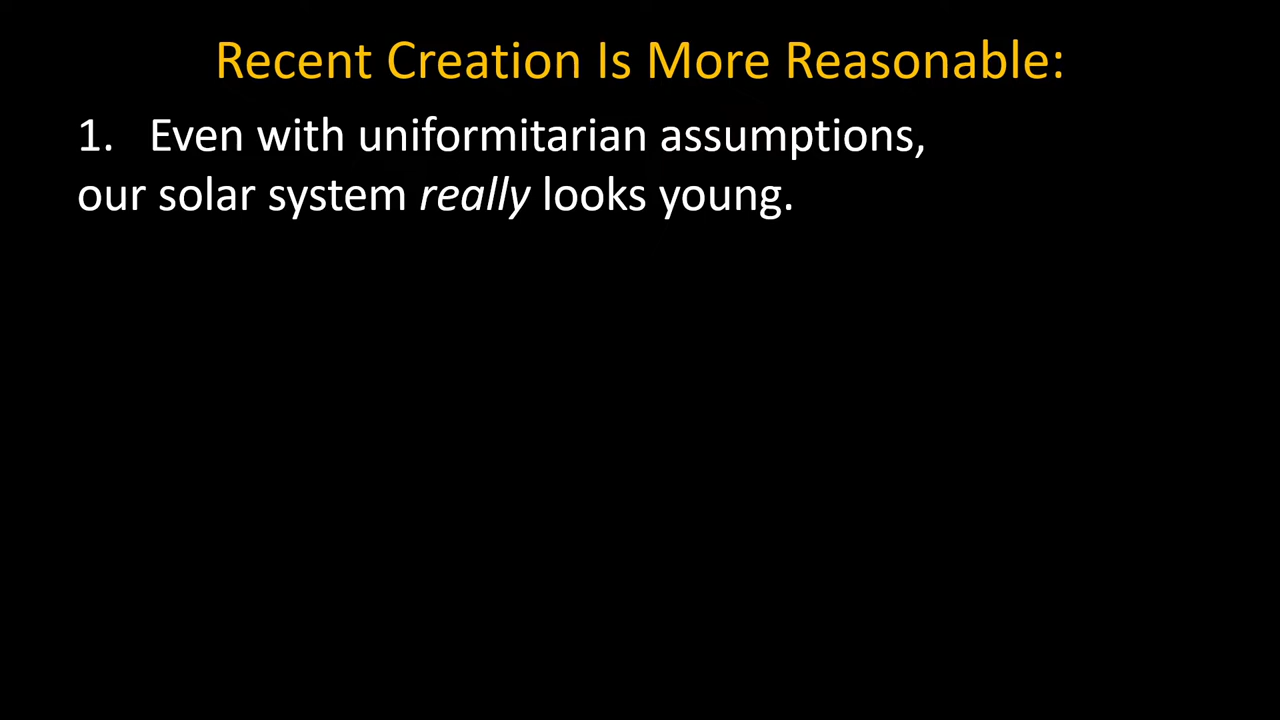 Recent Creation Is More Reasonable:
1. Even with uniformitarian assumptions,
our solar system really looks young.